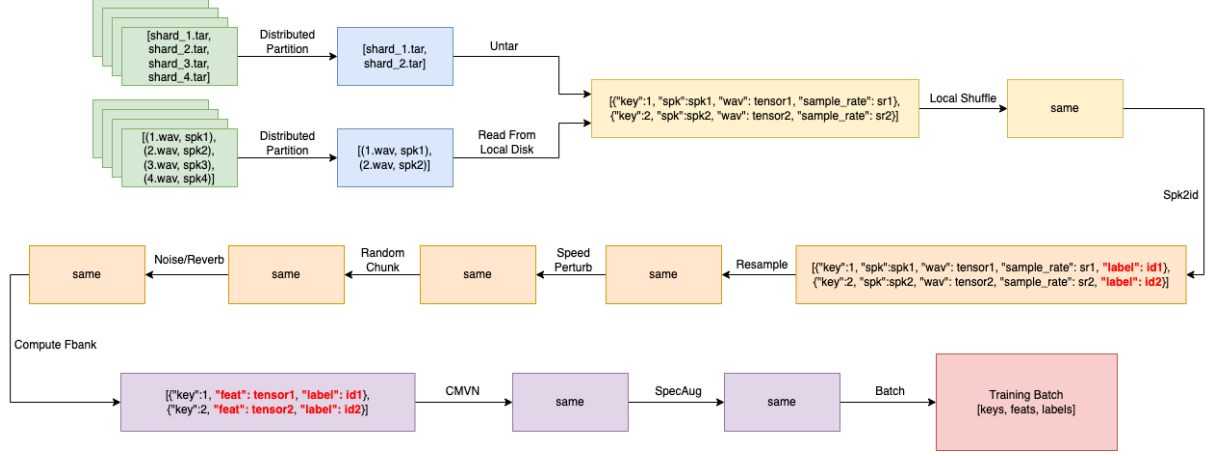 [shard_1.tar,
shard_2.tar,
shard_3.tar,
shard_4.tar]
Distributed
Partition
[shard_1.tar,
shard_2.tar]
Untar
[(1.wav, spk1),
(2.wav, spk2),
(3.wav, spk3),
(4.wav, spk4)]
Distributed
Partition
[(1.wav, spk1),
(2.wav, spk2)]
Read From
Local Disk
[{"key":1, "spk":spk1, "wav": tensor1, "sample_rate": sr1},
{"key":2, "spk":spk2, "wav": tensor2, "sample_rate": sr2}]
Local Shuffle
same
Spk2id
[{"key":1, "spk":spk1, "wav": tensor1, "sample_rate": sr1, "label": id1},
{"key":2, "spk":spk2, "wav": tensor2, "sample_rate": sr2, "label": id2}]
Resample
same
Speed
Perturb
same
Random
Chunk
same
Noise/Reverb
same
Compute Fbank
[{"key":1, "feat": tensor1, "label": id1},
{"key":2, "feat": tensor2, "label": id2}]
CMVN
same
SpecAug
same
Batch
Training Batch
[keys, feats, labels]